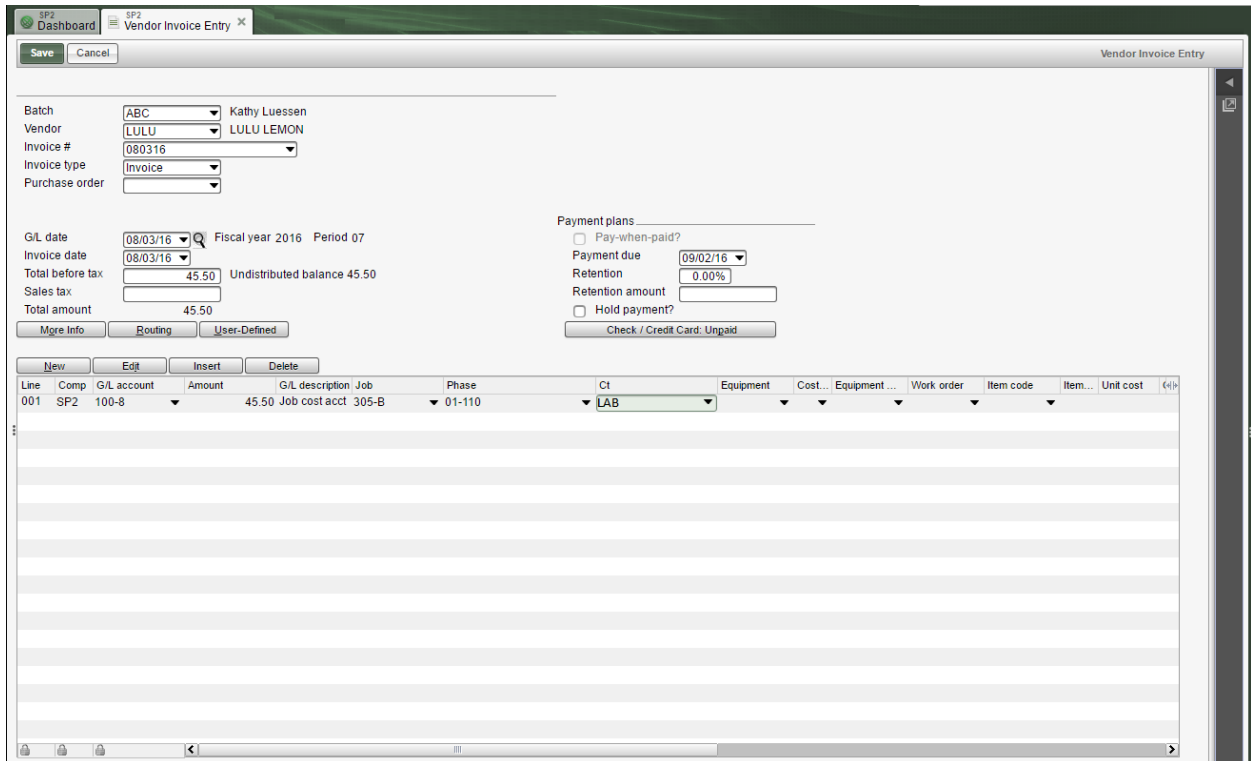 SP2 SP2
Dashboard Vendor Invoice Entry
Save Cancel Vendor Invoice Entry
Batch ABC Kathy Luessen
Vendor LULU LULU LEMON
Invoice # 080316
Invoice type Invoice
Purchase order
Payment plans
G/L date 08/03/16 Fiscal year 2016 Period 07 Pay-when-paid?
Invoice date 08/03/16 Payment due 09/02/16
Total before tax 45.50 Undistributed balance 45.50 Retention 0.00%
Sales tax Retention amount
Total amount 45.50 Hold payment?
More Info Routing User-Defined Check / Credit Card: Unpaid
New Edit Insert Delete
Line Comp G/L account Amount G/L description Job Phase Ct Equipment Cost... Equipment ... Work order Item code Item... Unit cost
001 SP2 100-8 45.50 Job cost acct 305-B 01-110 LAB